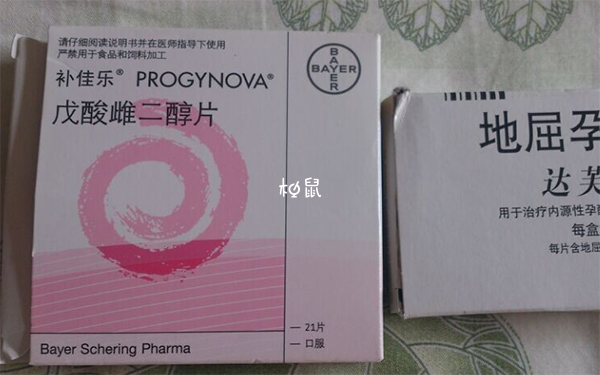 请仔细阅读说明书并在医师指导下使用
严禁用于食品和饲料加工
补佳乐® PROGYNOVA®
戊酸雌二醇片
BAYER
BAYER
21片
口服
Bayer Schering Pharma
地屈孕
达芙
用于治疗内源性孕
每盒
每片含地屈